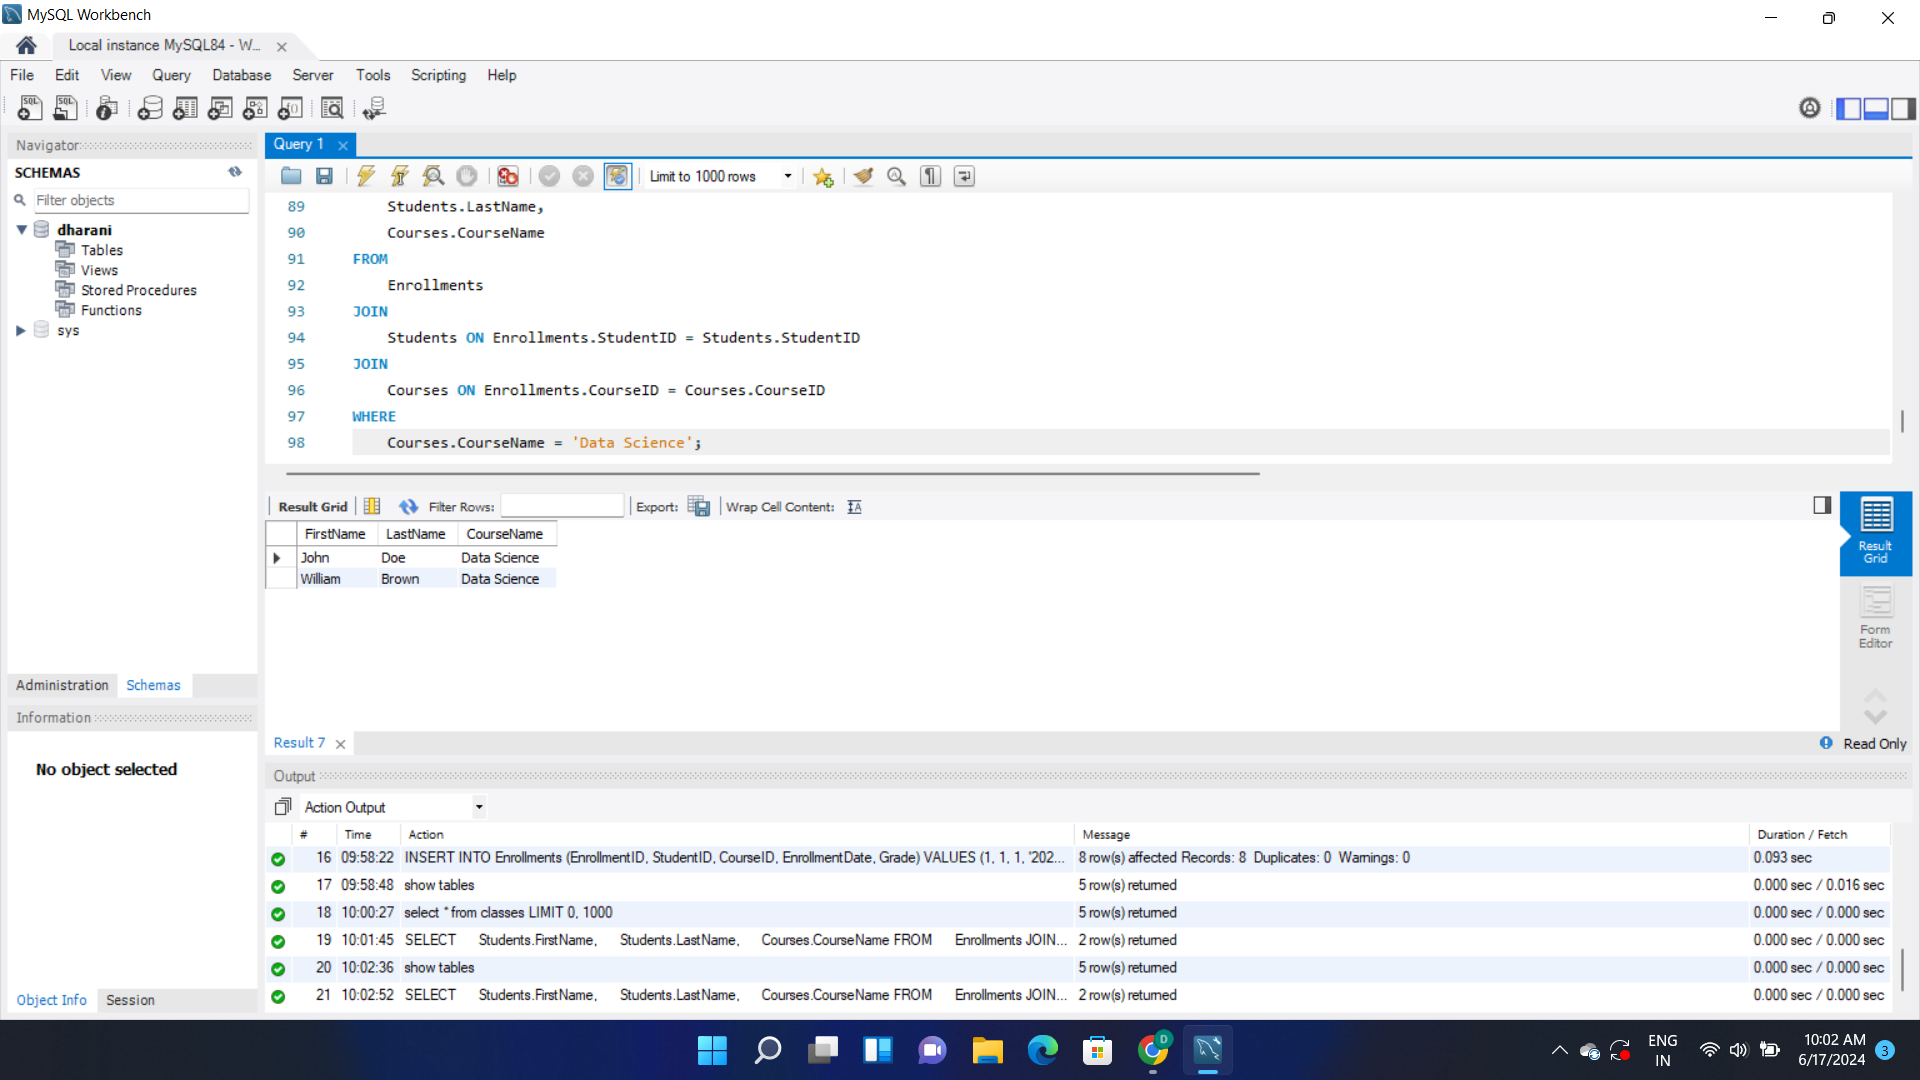 MySQL Workbench
Local instance MySQL84 - W...
File Edit View Query Database Server Tools Scripting Help
Navigator
Query 1
SCHEMAS
Limit to 1000 rows
Filter objects
dharani
Tables
Views
Stored Procedures
Functions
sys
89 Students.LastName,
90 Courses.CourseName
91 FROM
92 Enrollments
93 JOIN
94 Students ON Enrollments.StudentID = Students.StudentID
95 JOIN
96 Courses ON Enrollments.CourseID = Courses.CourseID
97 WHERE
98 Courses.CourseName = 'Data Science';
Result Grid Filter Rows: Export: Wrap Cell Content:
FirstName LastName CourseName
John Doe Data Science
William Brown Data Science
Result Grid
Form Editor
Administration Schemas
Information
No object selected
Result 7
Read Only
Output
Action Output
# Time Action Message Duration / Fetch
16 09:58:22 INSERT INTO Enrollments (EnrollmentID, StudentID, CourseID, EnrollmentDate, Grade) VALUES (1, 1, 1, '202... 8 row(s) affected Records: 8 Duplicates: 0 Warnings: 0 0.093 sec
17 09:58:48 show tables 5 row(s) returned 0.000 sec / 0.016 sec
18 10:00:27 select * from classes LIMIT 0, 1000 5 row(s) returned 0.000 sec / 0.000 sec
19 10:01:45 SELECT Students.FirstName, Students.LastName, Courses.CourseName FROM Enrollments JOIN... 2 row(s) returned 0.000 sec / 0.000 sec
20 10:02:36 show tables 5 row(s) returned 0.000 sec / 0.000 sec
21 10:02:52 SELECT Students.FirstName, Students.LastName, Courses.CourseName FROM Enrollments JOIN... 2 row(s) returned 0.000 sec / 0.000 sec
Object Info Session
D
ENG
IN
10:02 AM
6/17/2024
3